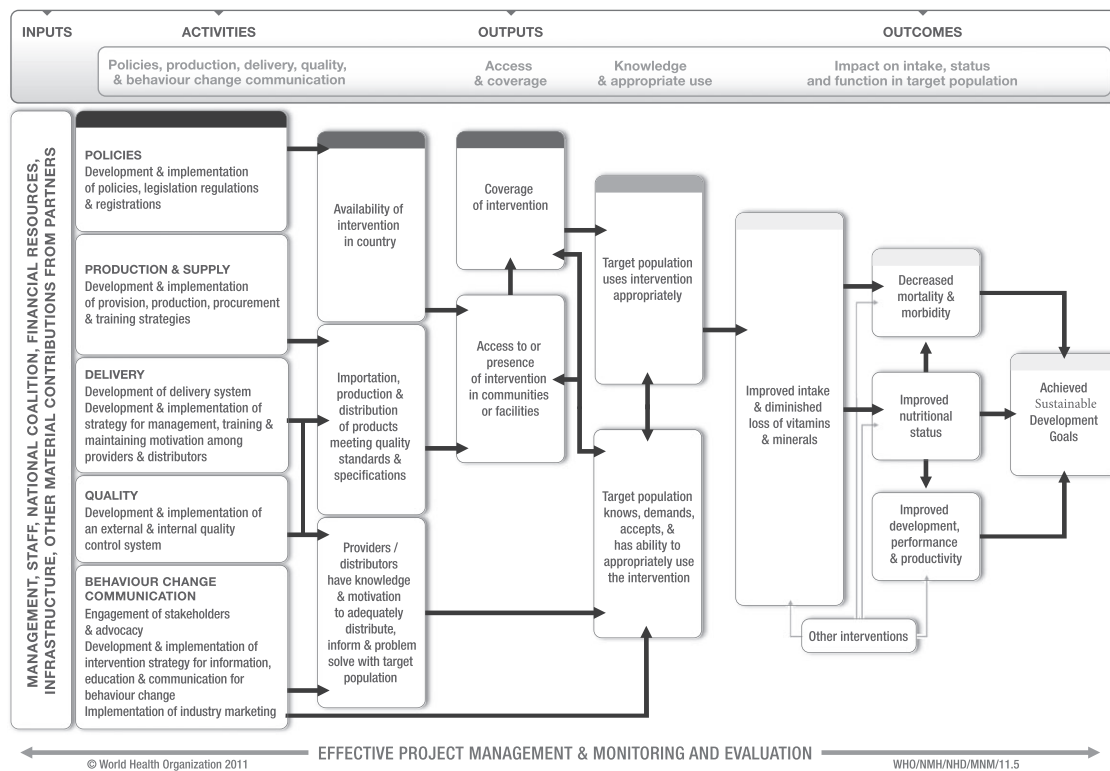 INPUTS
ACTIVITIES
OUTPUTS
OUTCOMES
Policies, production, delivery, quality,
& behaviour change communication
Access
& coverage
Knowledge
& appropriate use
Impact on intake, status
and function in target population
MANAGEMENT, STAFF, NATIONAL COALITION, FINANCIAL RESOURCES,
INFRASTRUCTURE, OTHER MATERIAL CONTRIBUTIONS FROM PARTNERS
POLICIES
Development & implementation
of policies, legislation regulations
& registrations
PRODUCTION & SUPPLY
Development & implementation
of provision, production, procurement
& training strategies
DELIVERY
Development of delivery system
Development & implementation of
strategy for management, training &
maintaining motivation among
providers & distributors
QUALITY
Development & implementation of
an external & internal quality
control system
BEHAVIOUR CHANGE
COMMUNICATION
Engagement of stakeholders
& advocacy
Development & implementation of
intervention strategy for information,
education & communication for
behaviour change
Implementation of industry marketing
Availability of
intervention
in country
Importation,
production &
distribution
of products
meeting quality
standards &
specifications
Providers /
distributors
have knowledge
& motivation
to adequately
distribute,
inform & problem
solve with target
population
Coverage
of intervention
Access to or
presence
of intervention
in communities
or facilities
Target population
uses intervention
appropriately
Target population
knows, demands,
accepts, &
has ability to
appropriately use
the intervention
Improved intake
& diminished
loss of vitamins
& minerals
Decreased
mortality &
morbidity
Improved
nutritional
status
Improved
development,
performance
& productivity
Achieved
Sustainable
Development
Goals
Other interventions
EFFECTIVE PROJECT MANAGEMENT & MONITORING AND EVALUATION
© World Health Organization 2011
WHO/NMH/NHD/MNM/11.5